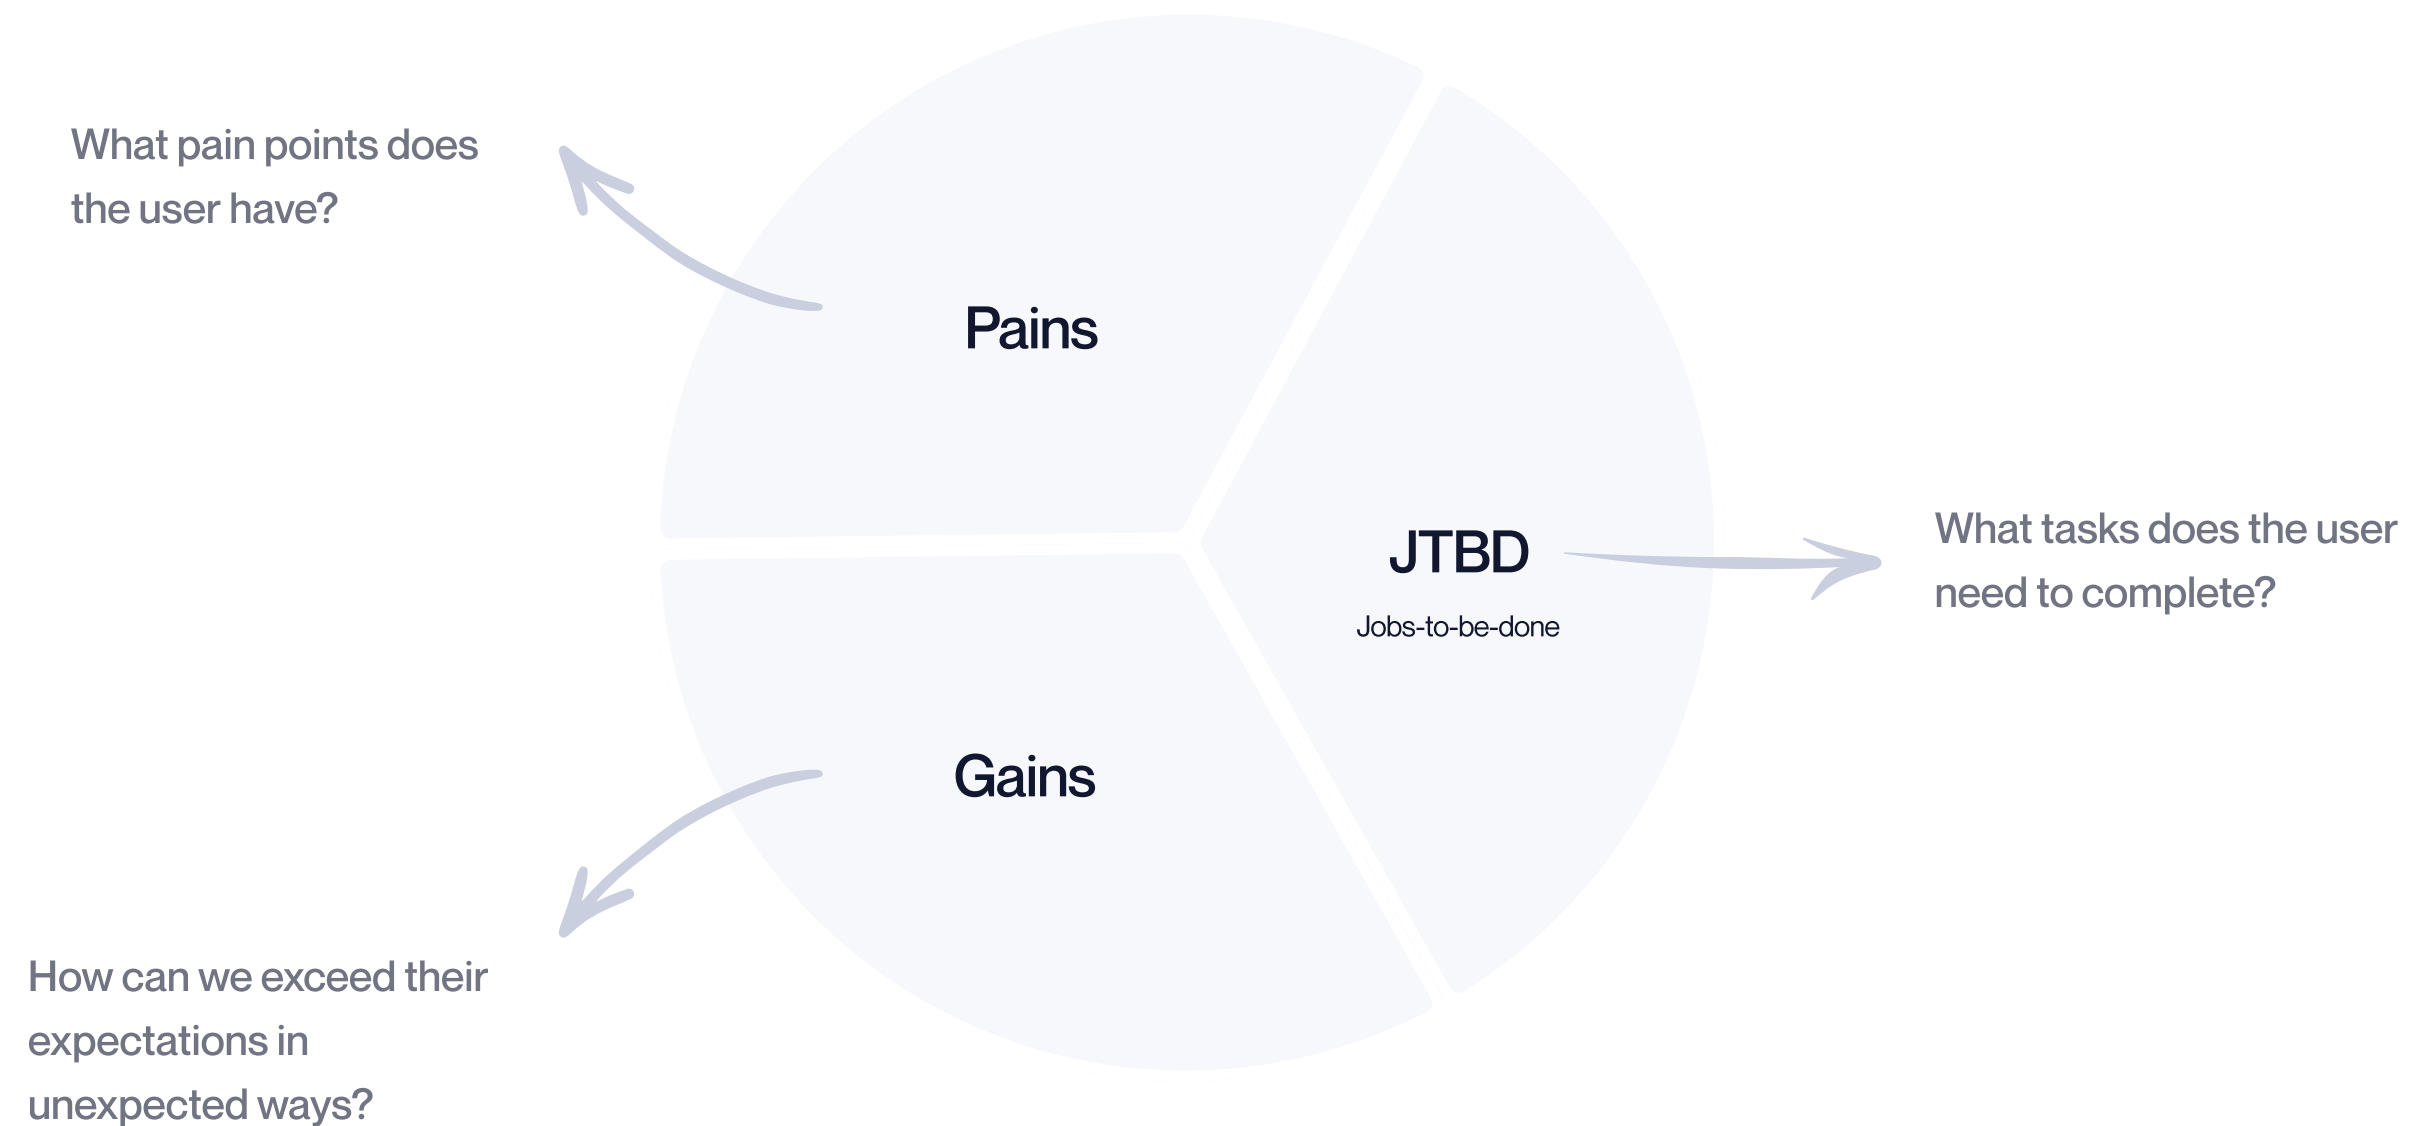 What pain points does
the user have?
Pains
JTBD
Jobs-to-be-done
What tasks does the user
need to complete?
Gains
How can we exceed their
expectations in
unexpected ways?